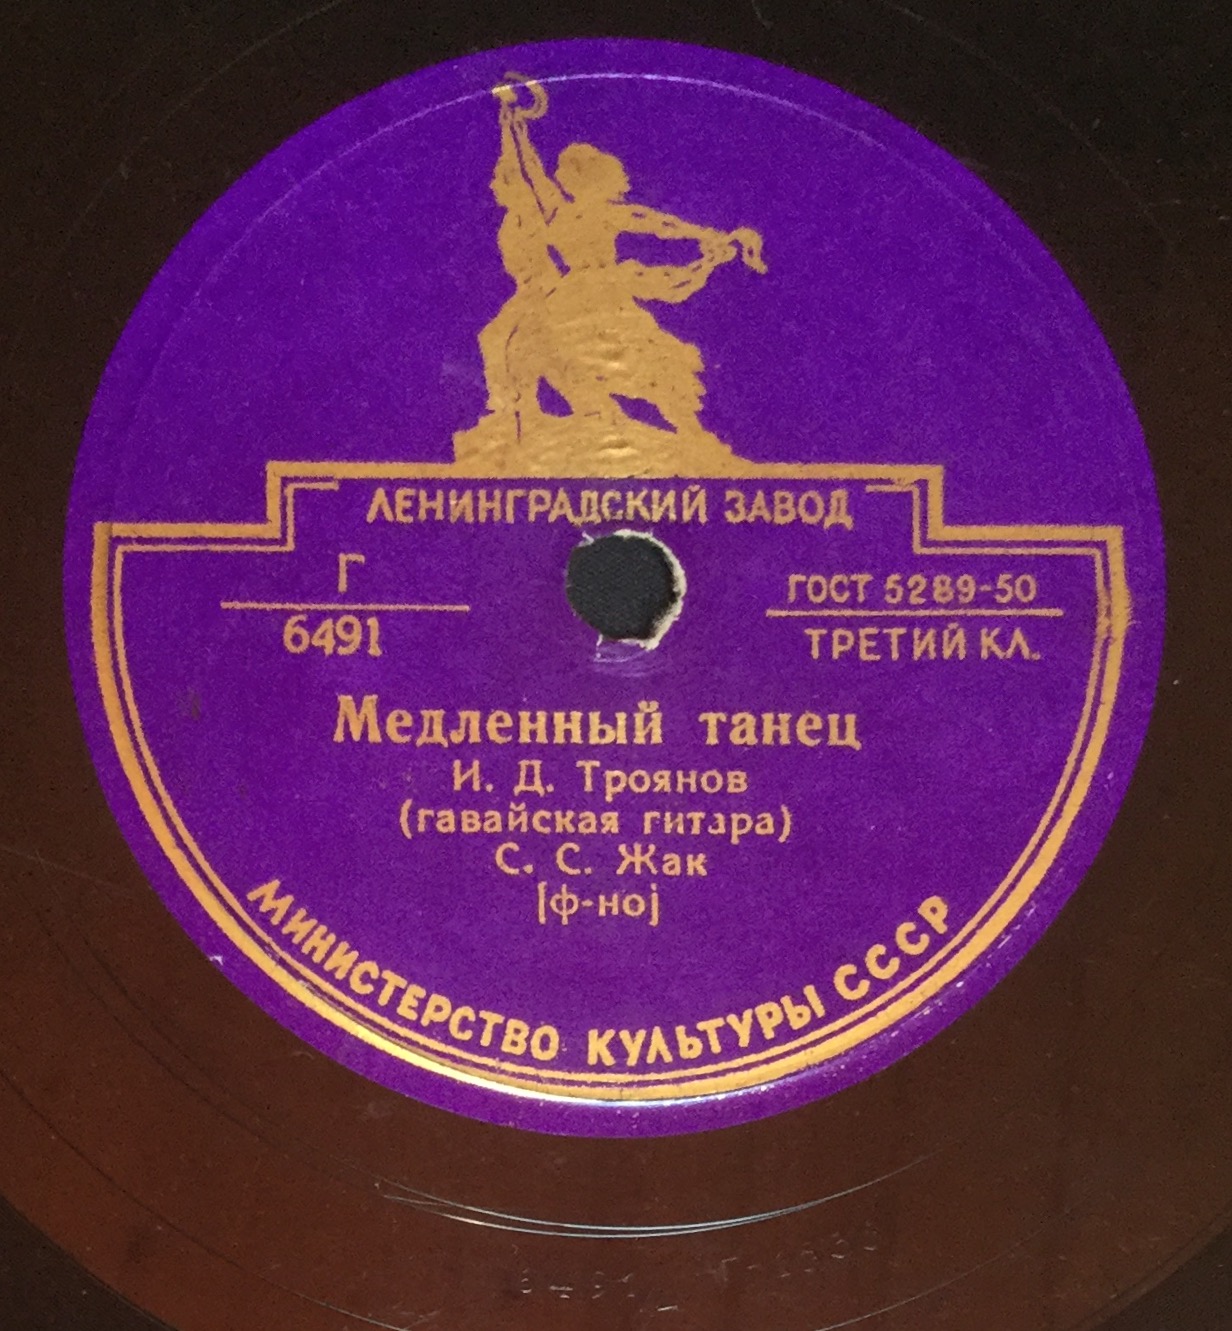 ЛЕНИНГРАДСКИЙ ЗАВОД
Г
6491
ГОСТ 5289-50
ТРЕТИЙ КЛ.
Медленный танец
И. Д. Троянов
(гавайская гитара)
С. С. Жак
[ф-но]
МИНИСТЕРСТВО КУЛЬТУРЫ СССР